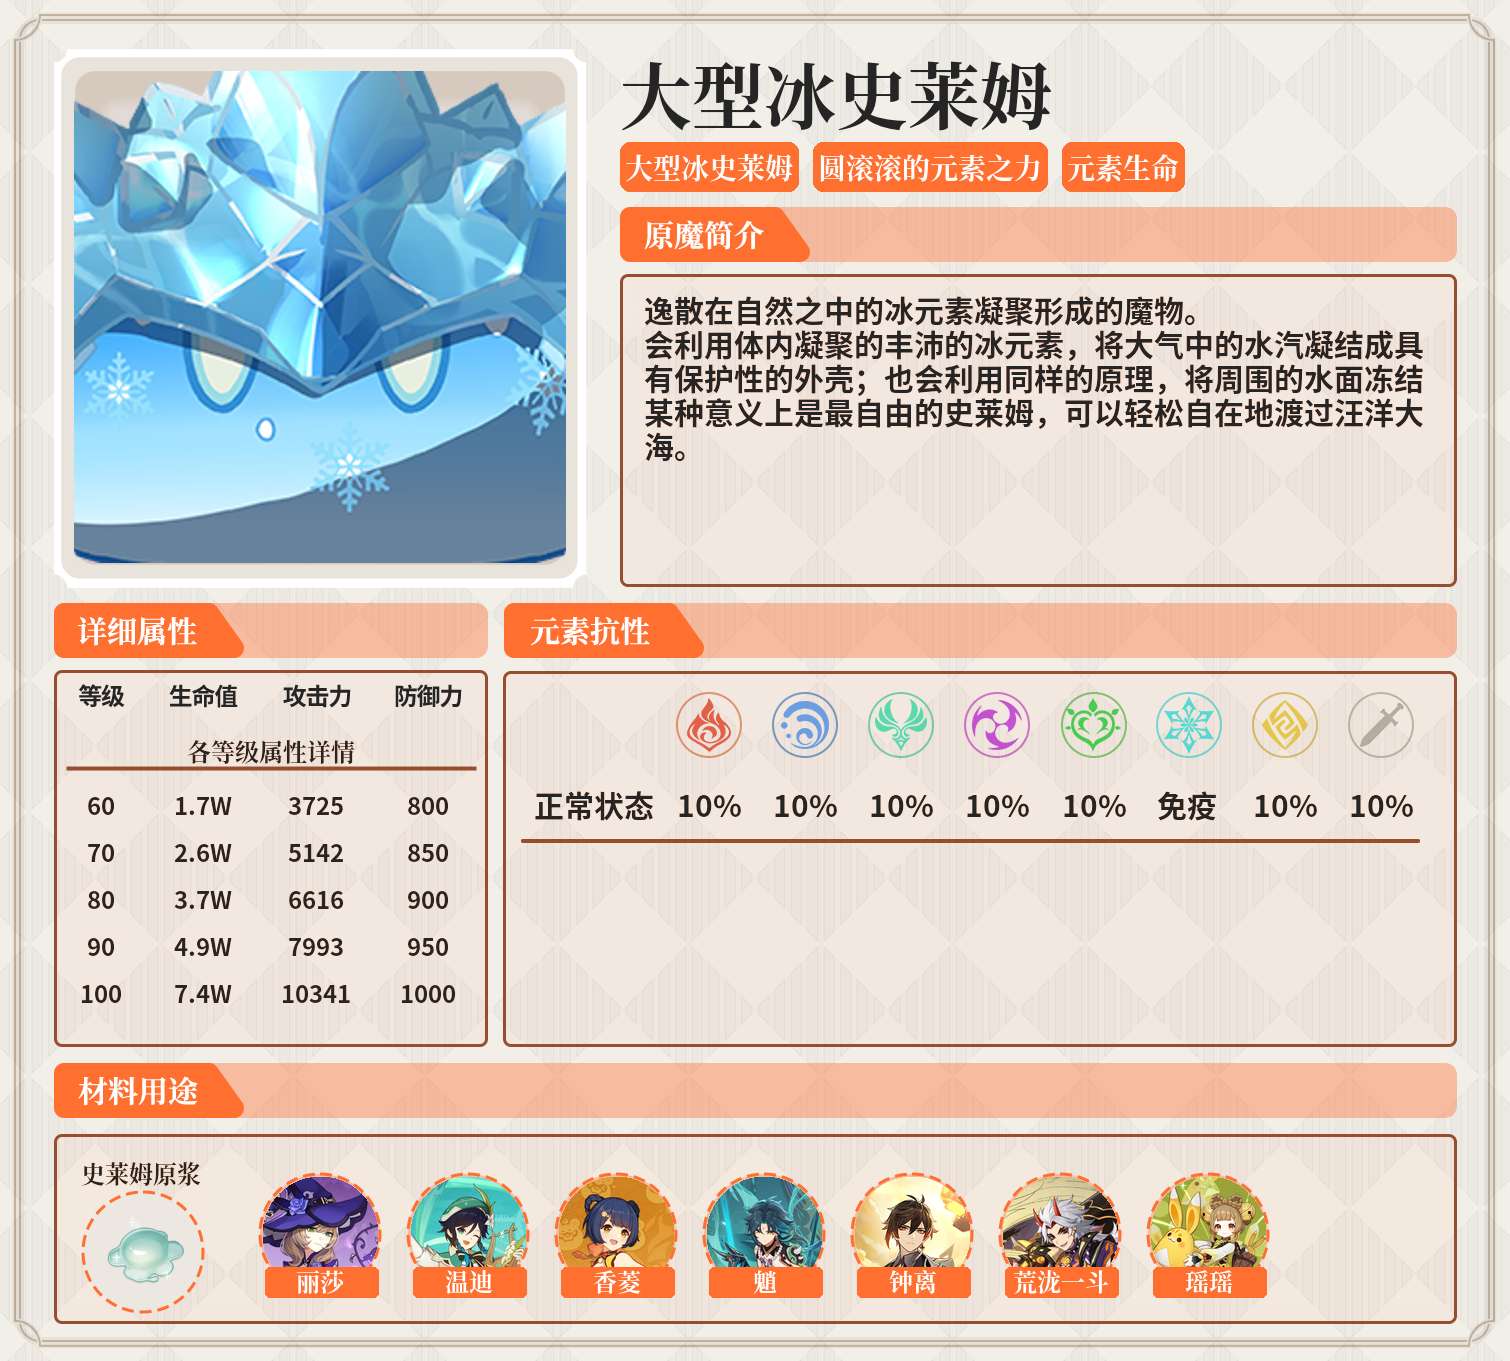 大型冰史莱姆
大型冰史莱姆 圆滚滚的元素之力 元素生命
原魔简介
逸散在自然之中的冰元素凝聚形成的魔物。
会利用体内凝聚的丰沛的冰元素，将大气中的水汽凝结成具
有保护性的外壳；也会利用同样的原理，将周围的水面冻结
某种意义上是最自由的史莱姆，可以轻松自在地渡过汪洋大
海。
详细属性
等级 生命值 攻击力 防御力
各等级属性详情
60 1.7W 3725 800
70 2.6W 5142 850
80 3.7W 6616 900
90 4.9W 7993 950
100 7.4W 10341 1000
元素抗性
正常状态 10% 10% 10% 10% 10% 免疫 10% 10%
材料用途
史莱姆原浆
丽莎 温迪 香菱 魈 钟离 荒泷一斗 瑶瑶